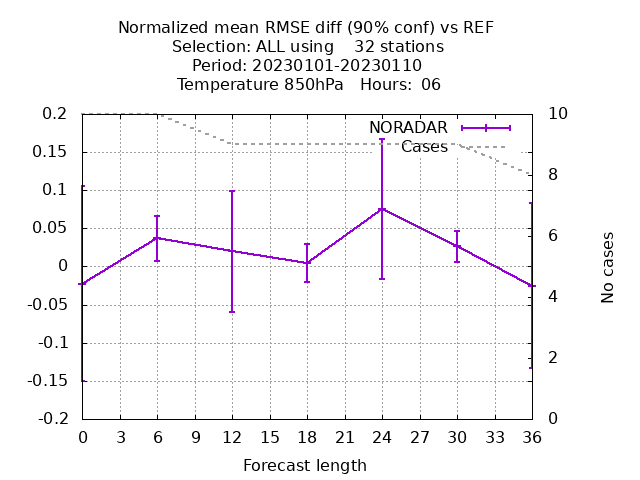 Normalized mean RMSE diff (90% conf) vs REF
Selection: ALL using    32 stations
Period: 20230101-20230110
Temperature 850hPa   Hours:  06
NORADAR
Cases
0.2
0.15
0.1
0.05
0
-0.05
-0.1
-0.15
-0.2
10
8
6
4
2
0
No cases
0 3 6 9 12 15 18 21 24 27 30 33 36
Forecast length